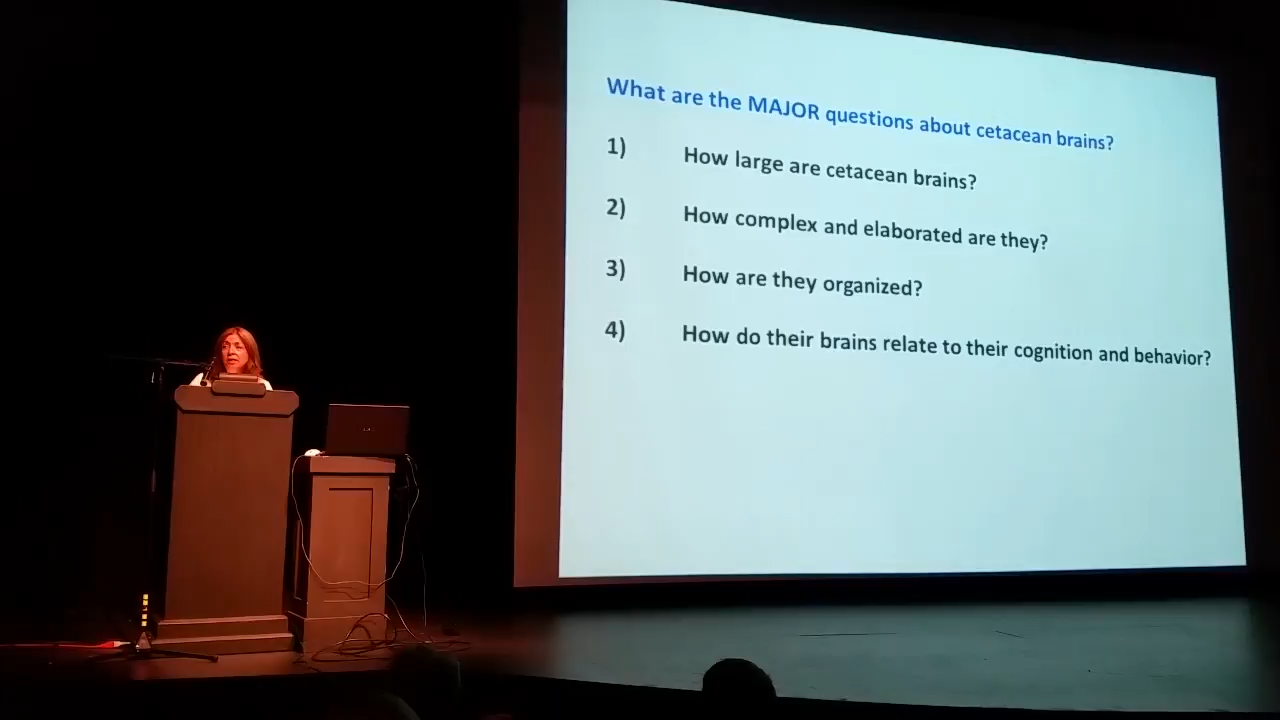 What are the MAJOR questions about cetacean brains?
1) How large are cetacean brains?
2) How complex and elaborated are they?
3) How are they organized?
4) How do their brains relate to their cognition and behavior?